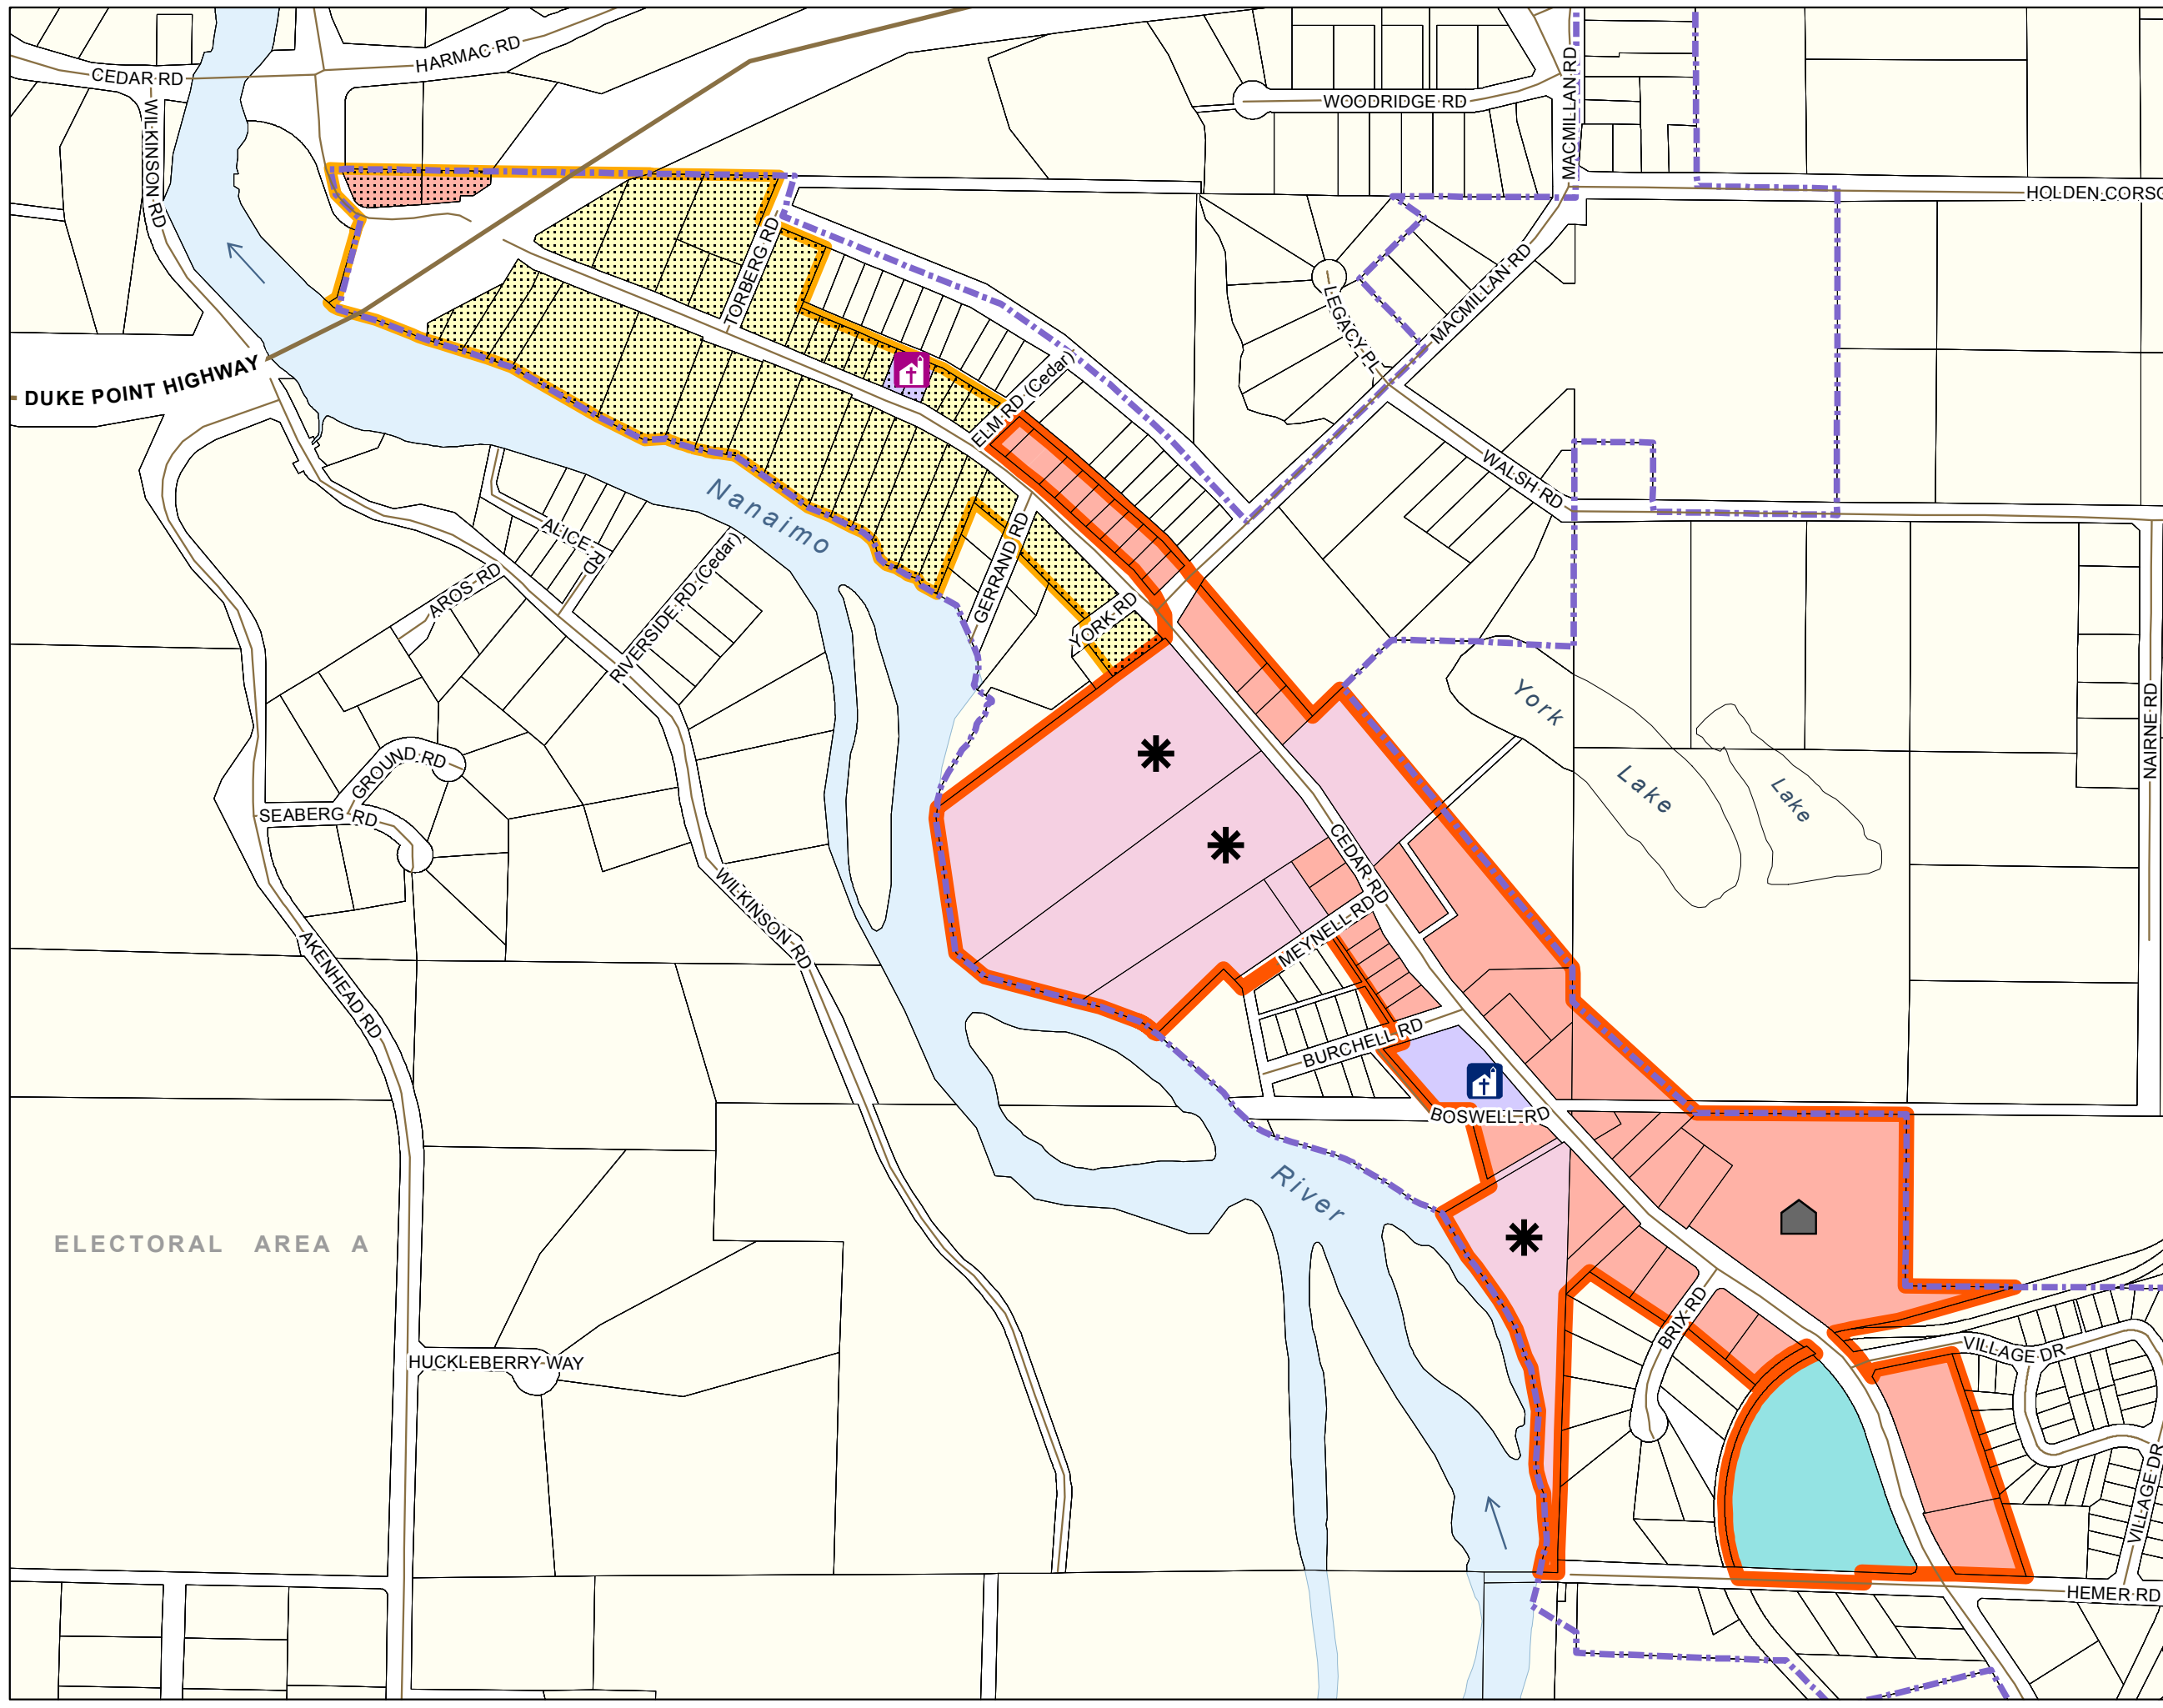 HARMAC RD
CEDAR RD
WILKINSON RD
WOODRIDGE RD
MACMILLAN RD
HOLDEN CORSO
TORBERG RD
MACMILLAN RD
LEGACY PL
DUKE POINT HIGHWAY
ELM RD (Cedar)
WALSH RD
Nanaimo
ALICE RD
GERRAND RD
AROS RD
RIVERSIDE RD (Cedar)
YORK RD
York
Lake
Lake
NAIRNE RD
GROUND RD
SEABERG RD
CEDAR RD
WILKINSON RD
MEYNELL RD
AKENHEAD RD
BURCHELL RD
BOSWELL RD
River
ELECTORAL AREA A
BRIX RD
VILLAGE DR
HUCKLEBERRY WAY
VILLAGE DR
HEMER RD